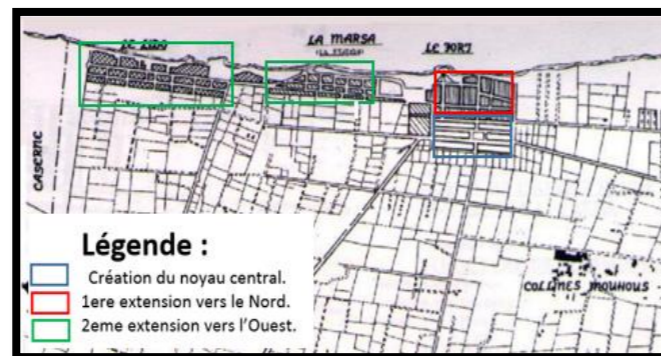 LE LIDO
LA MARSA
LE FORT
CASERNE
COLLINES MOUHOUS
Légende :
Création du noyau central.
1ere extension vers le Nord.
2eme extension vers l'Ouest.